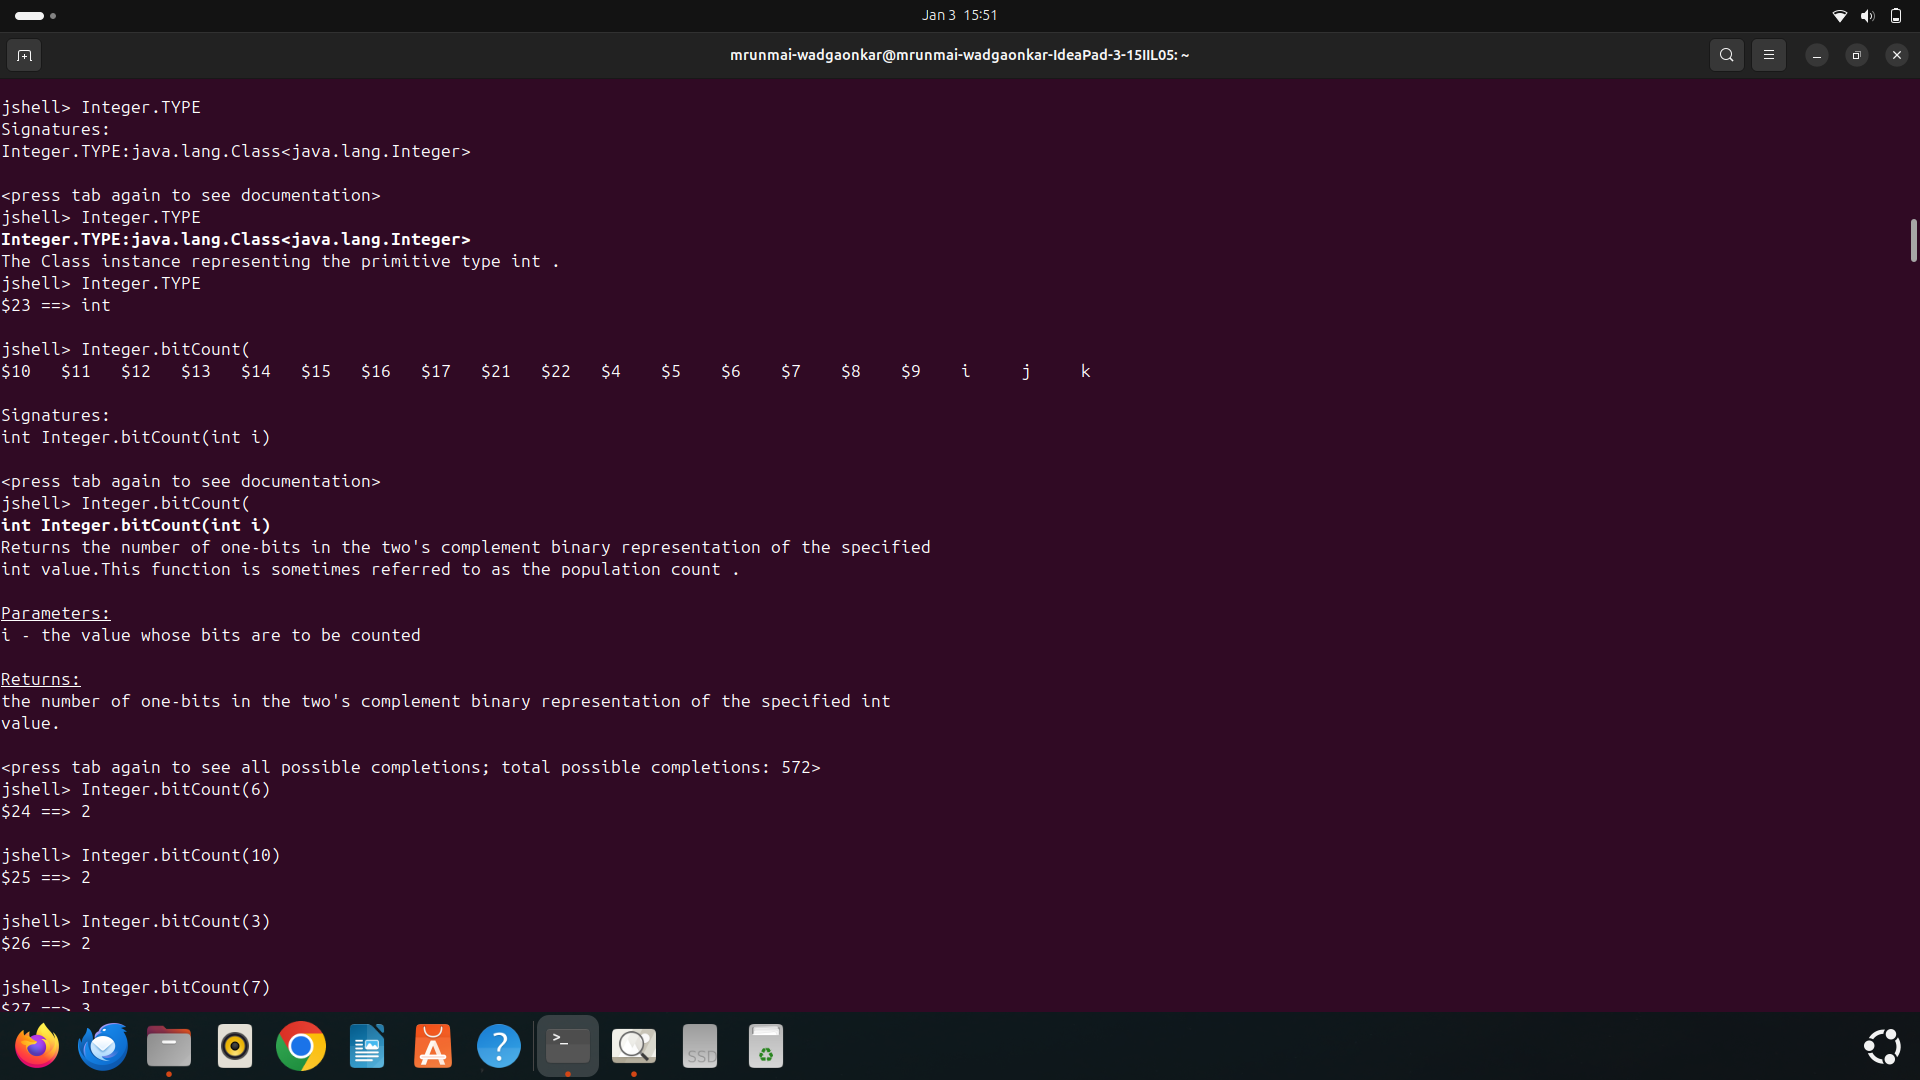 Jan 3 15:51
mrunmai-wadgaonkar@mrunmai-wadgaonkar-IdeaPad-3-15IIL05: ~
jshell> Integer.TYPE
Signatures:
Integer.TYPE:java.lang.Class<java.lang.Integer>
<press tab again to see documentation>
jshell> Integer.TYPE
Integer.TYPE:java.lang.Class<java.lang.Integer>
The Class instance representing the primitive type int .
jshell> Integer.TYPE
$23 ==> int
jshell> Integer.bitCount(
$10 $11 $12 $13 $14 $15 $16 $17 $21 $22 $4 $5 $6 $7 $8 $9 i j k
Signatures:
int Integer.bitCount(int i)
<press tab again to see documentation>
jshell> Integer.bitCount(
int Integer.bitCount(int i)
Returns the number of one-bits in the two's complement binary representation of the specified
int value.This function is sometimes referred to as the population count .
Parameters:
i - the value whose bits are to be counted
Returns:
the number of one-bits in the two's complement binary representation of the specified int
value.
<press tab again to see all possible completions; total possible completions: 572>
jshell> Integer.bitCount(6)
$24 ==> 2
jshell> Integer.bitCount(10)
$25 ==> 2
jshell> Integer.bitCount(3)
$26 ==> 2
jshell> Integer.bitCount(7)
$27 ==> 3
>_
?
SSD